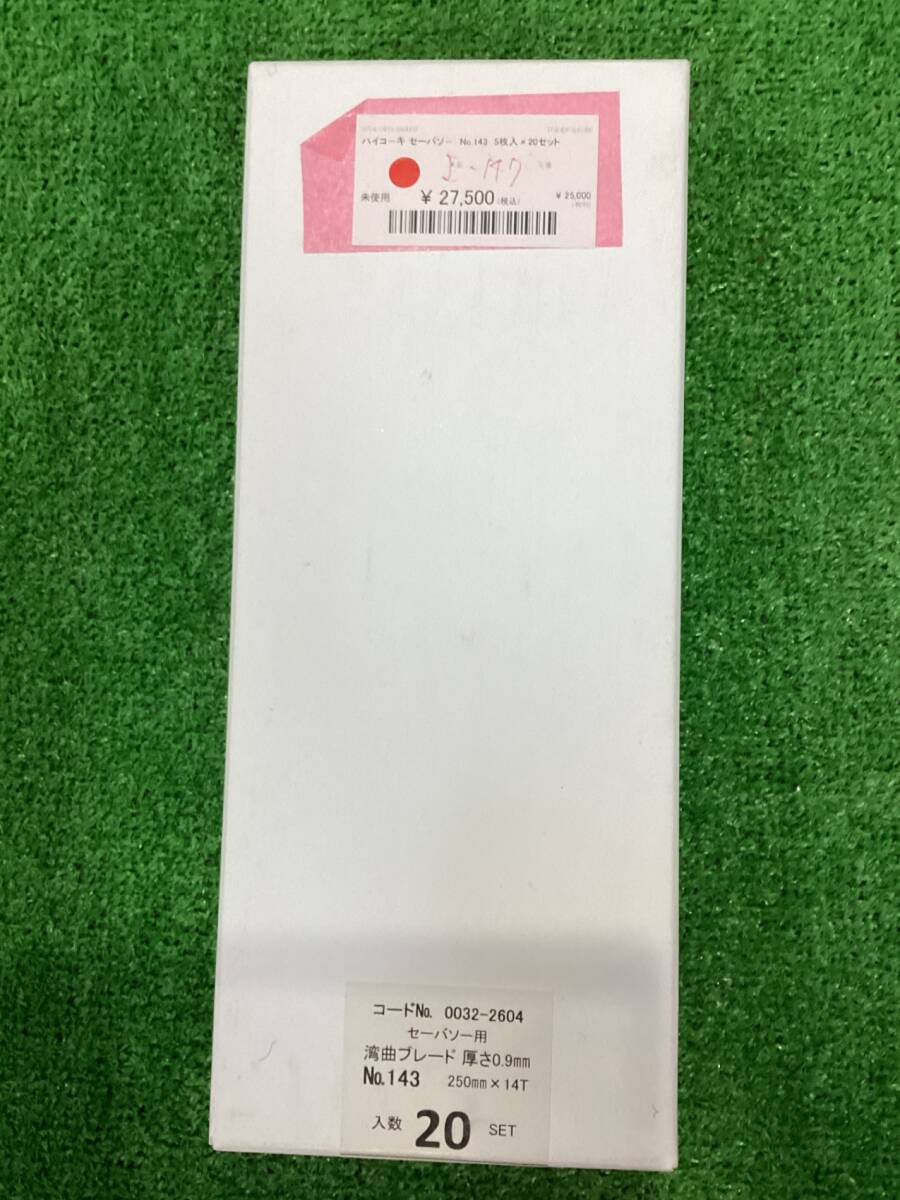 ハイコーキ セーバソー No.143 5枚入×20セット
未使用 ¥ 27,500(税込) ¥ 25,000
コードNo. 0032-2604
セーバソー用
湾曲ブレード 厚さ0.9mm
No.143 250mm×14T
入数 20 SET